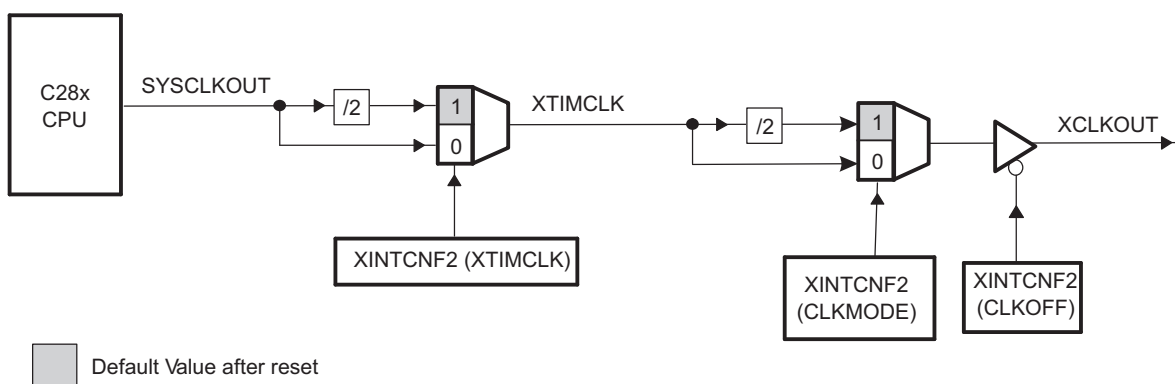 C28x
CPU
SYSCLKOUT
/2
1
0
XTIMCLK
/2
1
0
XCLKOUT
XINTCNF2 (XTIMCLK)
XINTCNF2
(CLKMODE)
XINTCNF2
(CLKOFF)
Default Value after reset